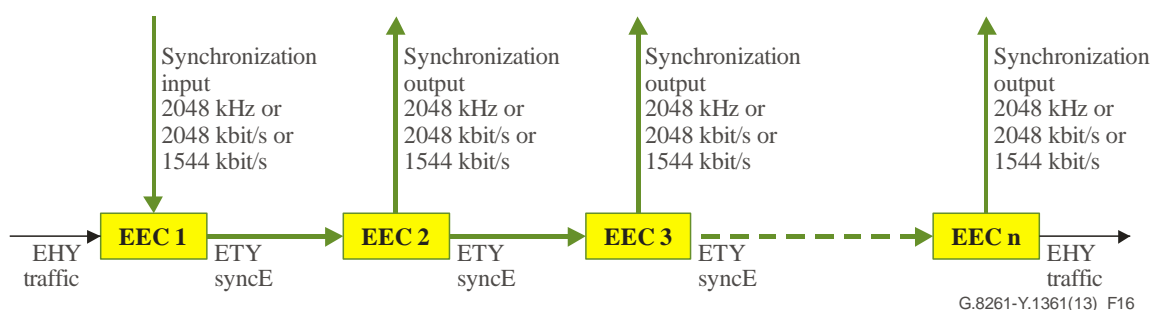 Synchronization
input
2048 kHz or
2048 kbit/s or
1544 kbit/s
Synchronization
output
2048 kHz or
2048 kbit/s or
1544 kbit/s
Synchronization
output
2048 kHz or
2048 kbit/s or
1544 kbit/s
Synchronization
output
2048 kHz or
2048 kbit/s or
1544 kbit/s
EEC 1
EEC 2
EEC 3
EEC n
EHY
traffic
ETY
syncE
ETY
syncE
ETY
syncE
EHY
traffic
G.8261-Y.1361(13)_F16